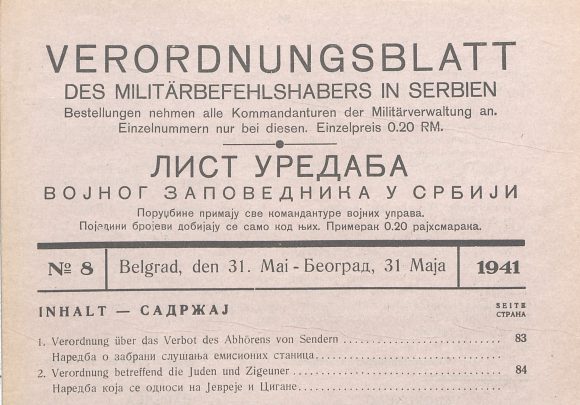 VERORDNUNGSBLATT
DES MILITÄRBEFEHLSHABERS IN SERBIEN
Bestellungen nehmen alle Kommandanturen der Militärverwaltung an.
Einzelnummern nur bei diesen. Einzelpreis 0.20 RM.
ЛИСТ УРЕДАБА
ВОЈНОГ ЗАПОВЕДНИКА У СРБИЈИ
Поруџбине примају све командантуре војних управа.
Појєдини бројеви добијају се само код њих. Примерак 0.20 рајхсмарака.
№ 8 Belgrad, den 31. Mai - Београд, 31 Маја 1941
INHALT — САДРЖАЈ SEITE
СТРАНА
1. Verordnung über das Verbot des Abhörens von Sendern 83
Наредба о забрани слушања емисионих станица
2. Verordnung betreffend die Juden und Zigeuner 84
Наредба која се односи на Јевреје и Цигане